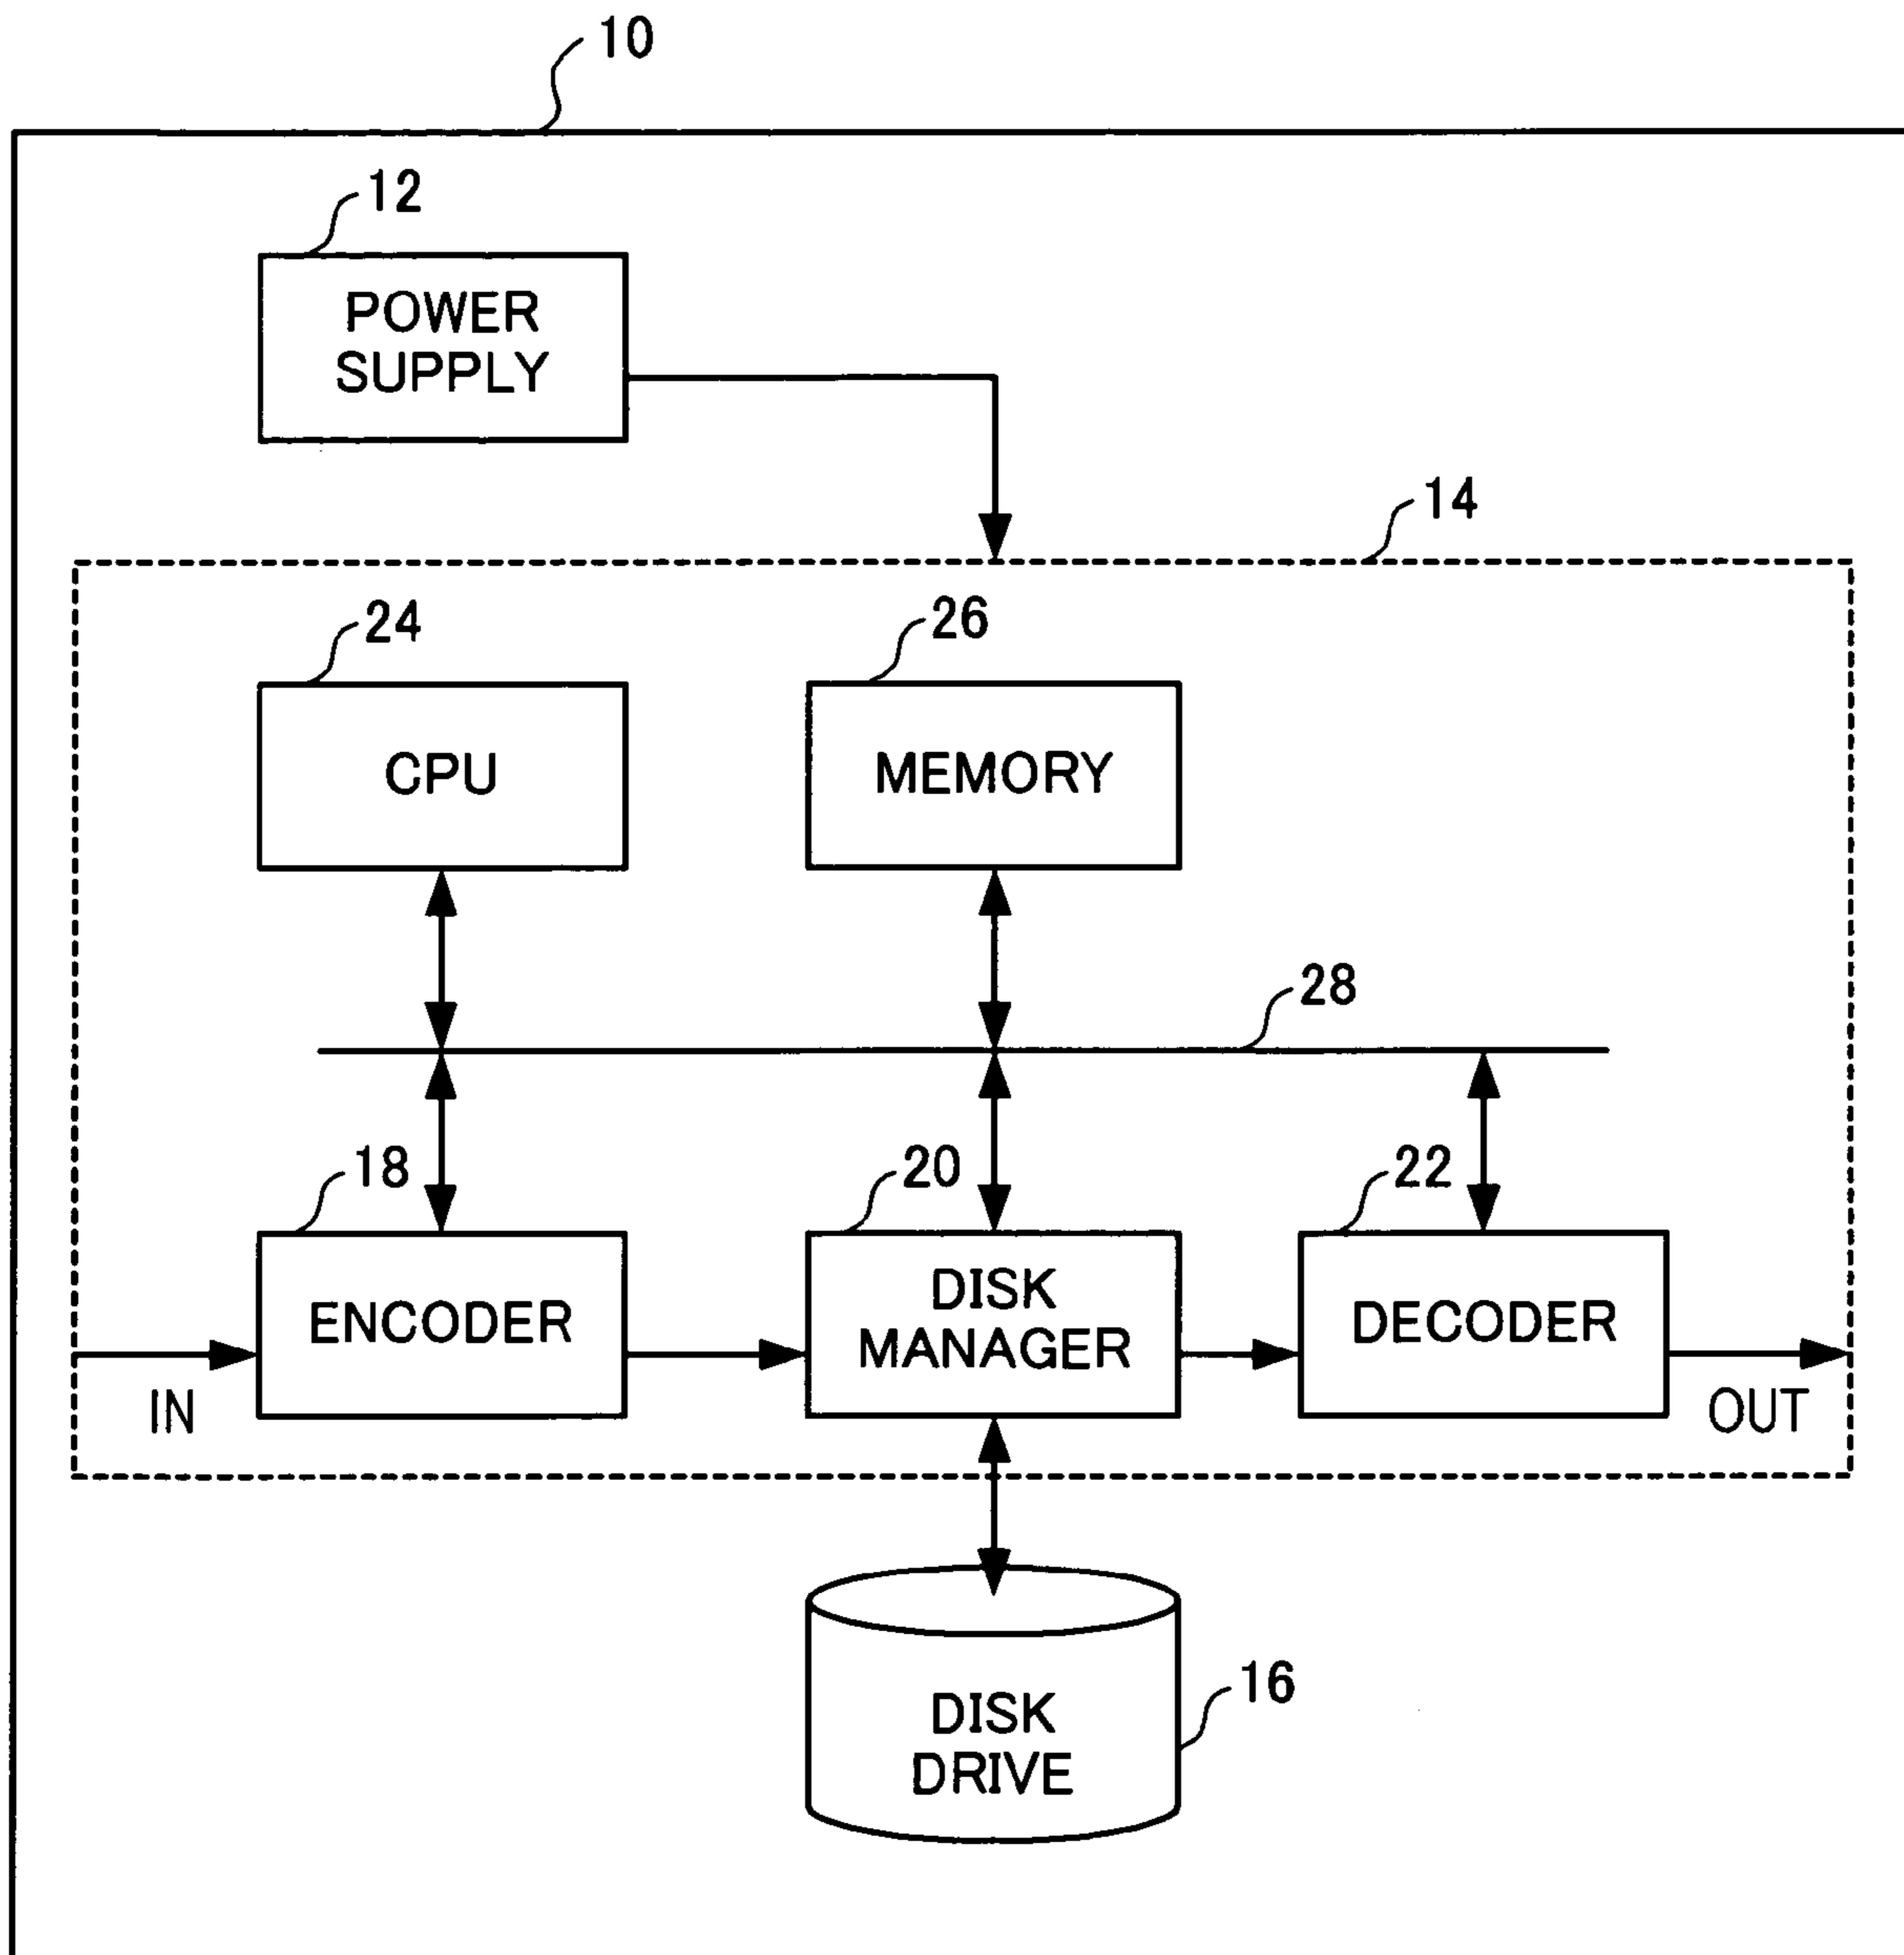 10
12
POWER
SUPPLY
14
24
26
CPU
MEMORY
28
18
20
22
ENCODER
DISK
MANAGER
DECODER
IN
OUT
16
DISK
DRIVE